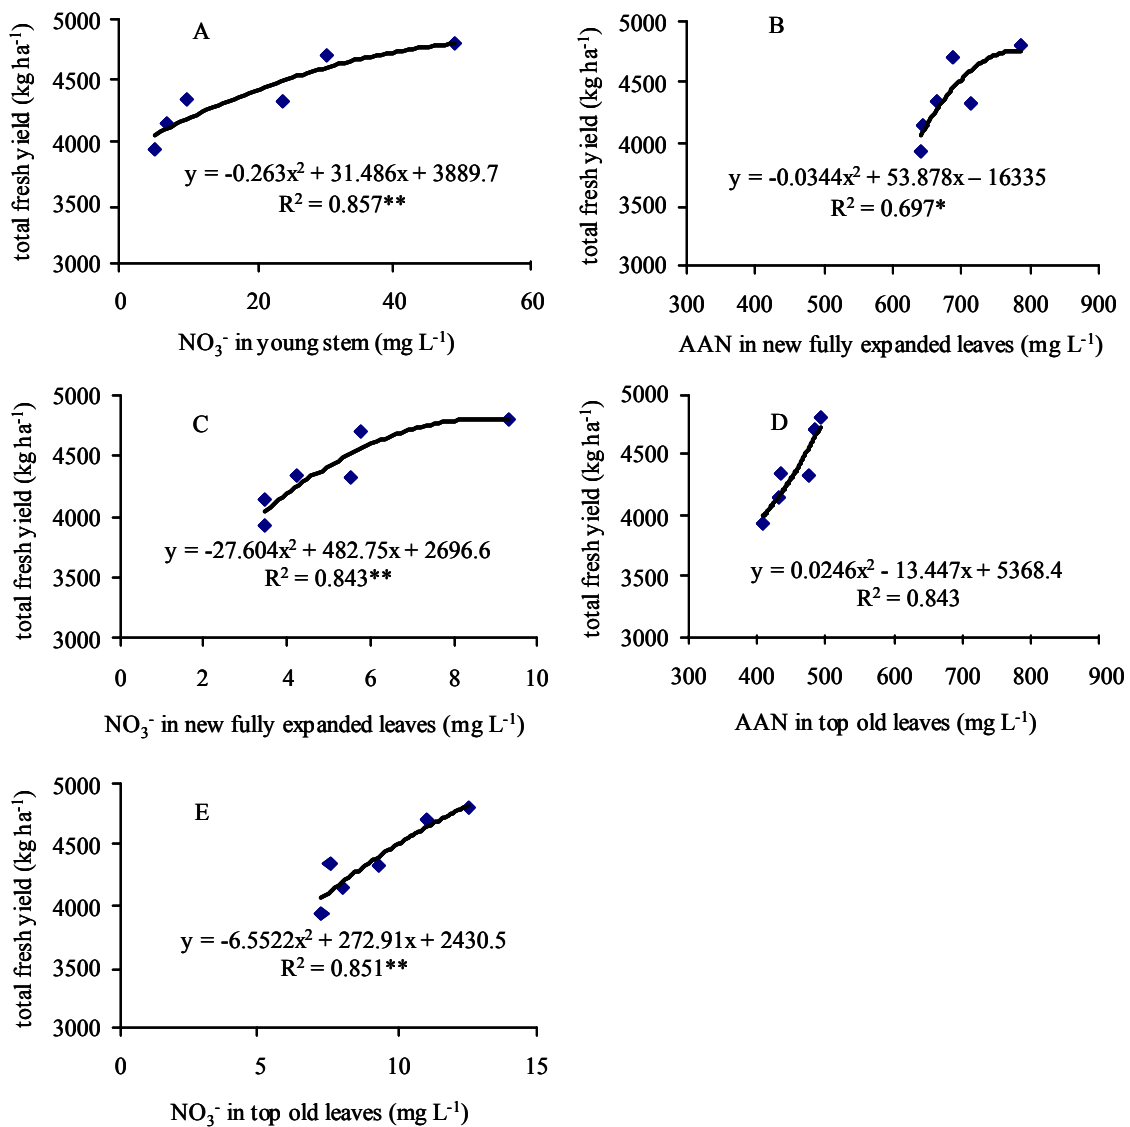 A
total fresh yield (kg ha⁻¹)
5000
4500
4000
3500
3000
y = -0.263x² + 31.486x + 3889.7
R² = 0.857**
0 20 40 60
NO₃⁻ in young stem (mg L⁻¹)
B
total fresh yield (kg ha⁻¹)
5000
4500
4000
3500
3000
y = -0.0344x² + 53.878x – 16335
R² = 0.697*
300 400 500 600 700 800 900
AAN in new fully expanded leaves (mg L⁻¹)
C
total fresh yield (kg ha⁻¹)
5000
4500
4000
3500
3000
y = -27.604x² + 482.75x + 2696.6
R² = 0.843**
0 2 4 6 8 10
NO₃⁻ in new fully expanded leaves (mg L⁻¹)
D
total fresh yield (kg ha⁻¹)
5000
4500
4000
3500
3000
y = 0.0246x² - 13.447x + 5368.4
R² = 0.843
300 400 500 600 700 800 900
AAN in top old leaves (mg L⁻¹)
E
total fresh yield (kg ha⁻¹)
5000
4500
4000
3500
3000
y = -6.5522x² + 272.91x + 2430.5
R² = 0.851**
0 5 10 15
NO₃⁻ in top old leaves (mg L⁻¹)